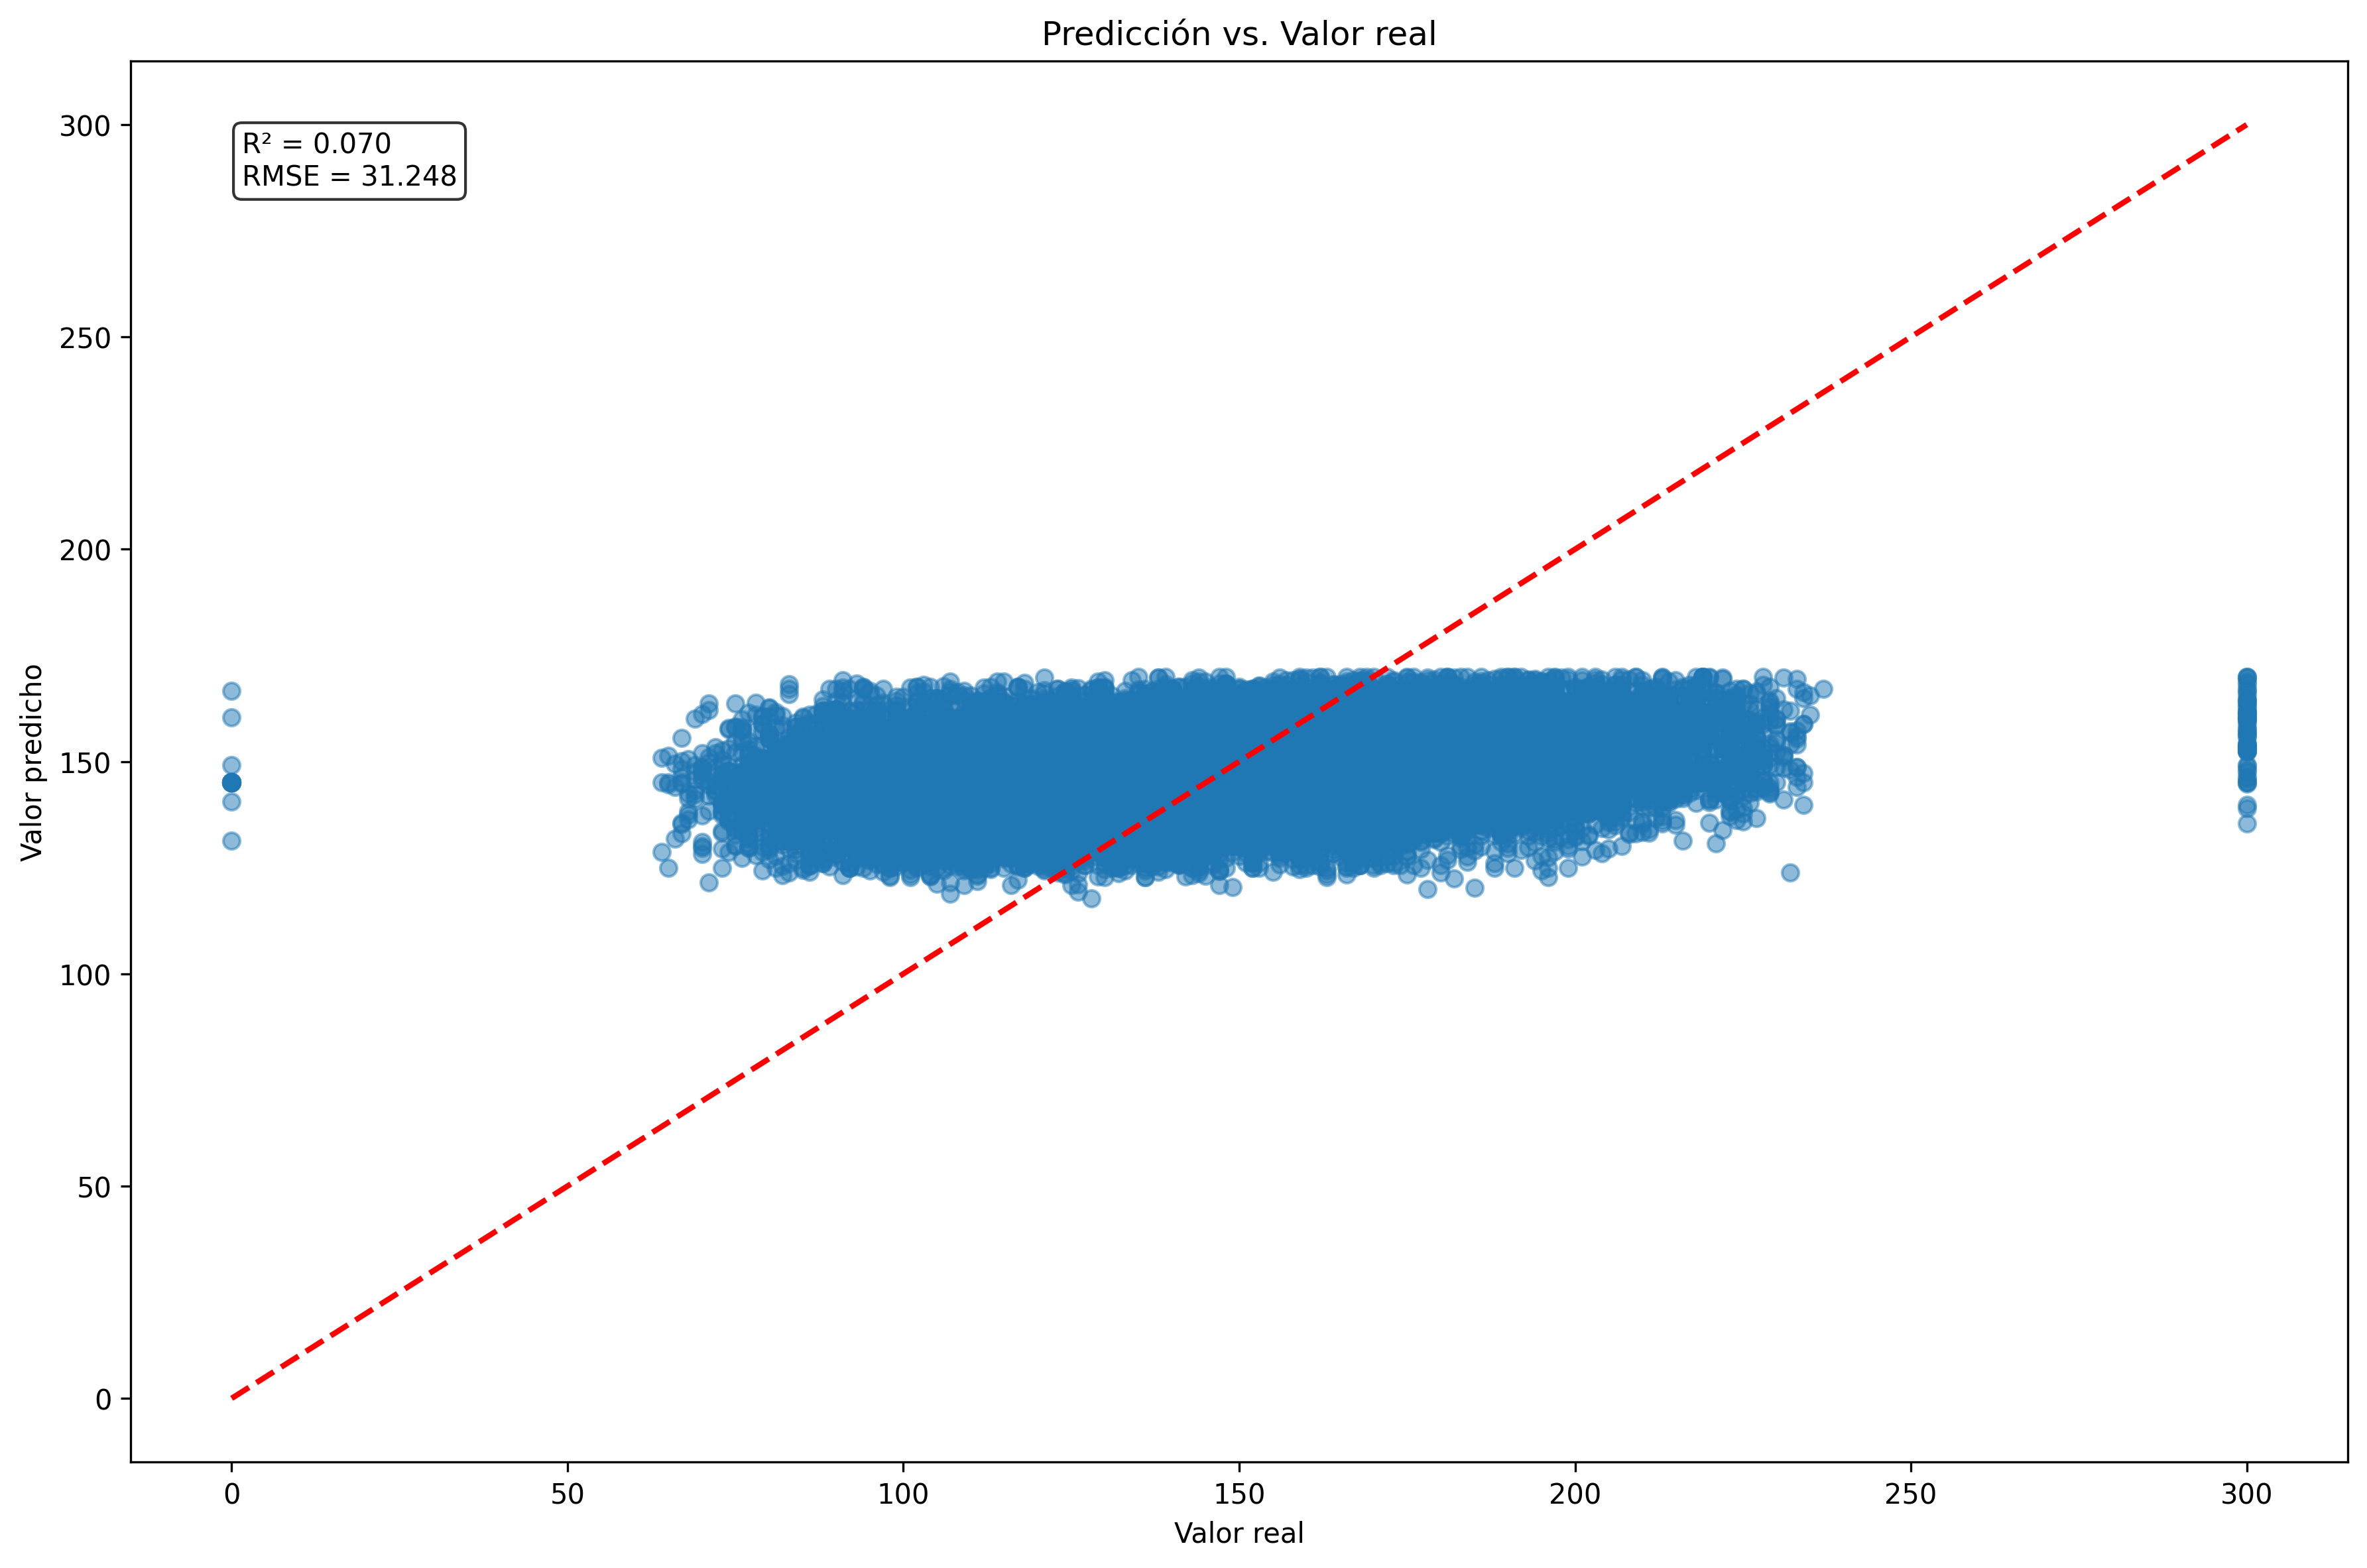 Predicción vs. Valor real
R² = 0.070
RMSE = 31.248
300
250
200
150
100
50
0
Valor predicho
0 50 100 150 200 250 300
Valor real